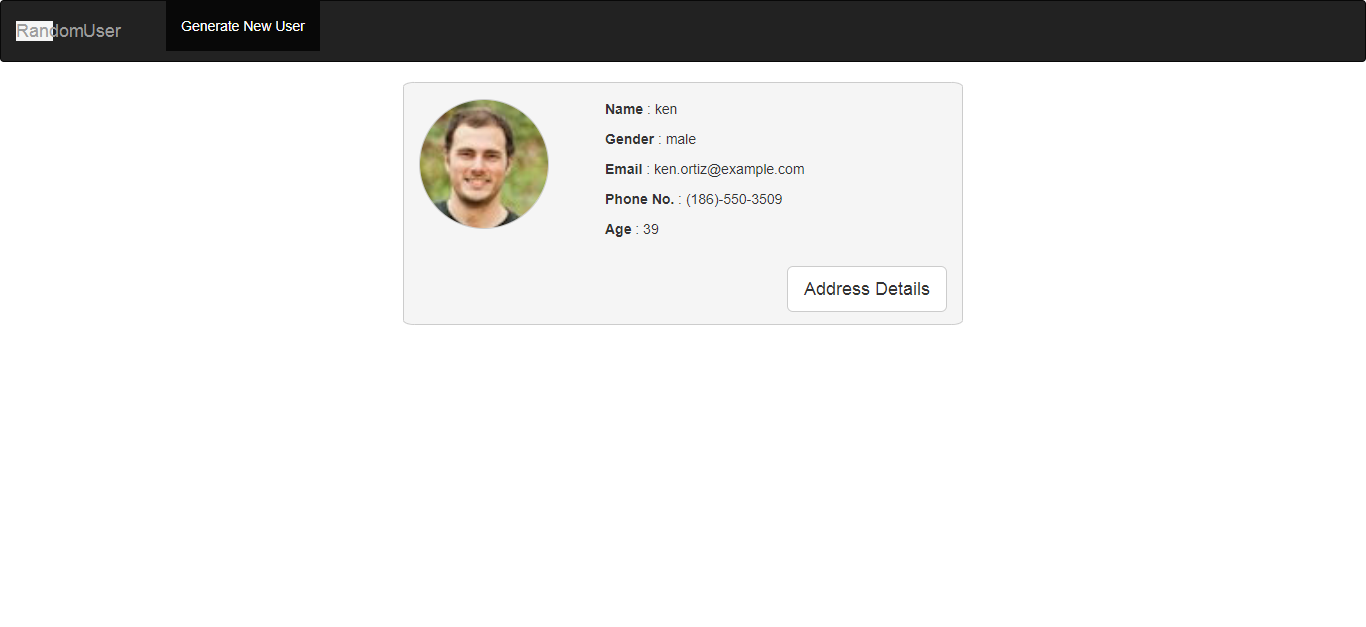 RandomUser
Generate New User
Name : ken
Gender : male
Email : ken.ortiz@example.com
Phone No. : (186)-550-3509
Age : 39
Address Details